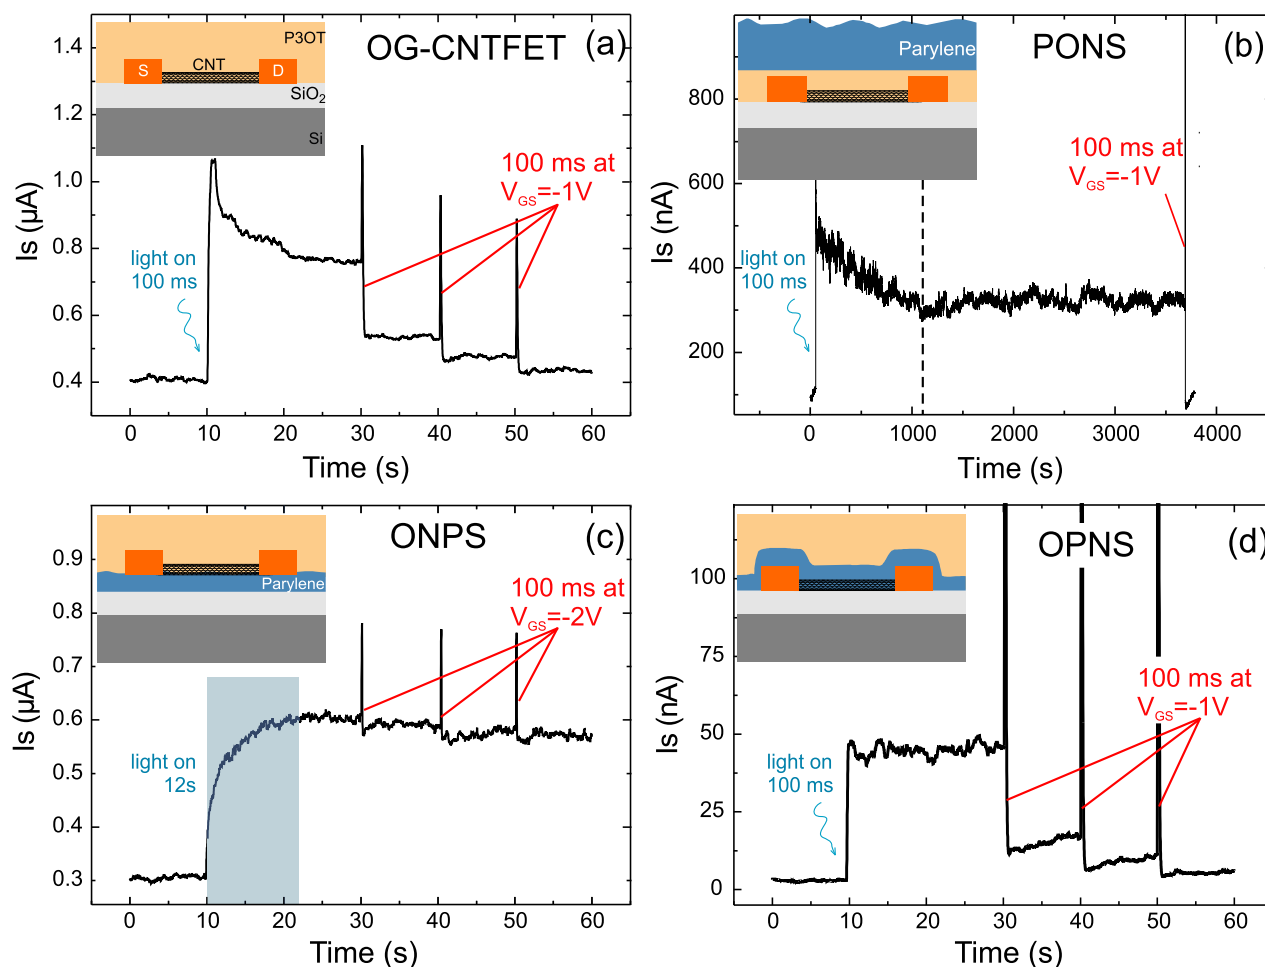 OG-CNTFET
(a)
P3OT
S
CNT
D
SiO2
Si
1.4
1.2
1.0
0.8
0.6
0.4
Is (µA)
light on
100 ms
100 ms at
VGS=-1V
0
10
20
30
40
50
60
Time (s)
PONS
(b)
Parylene
800
600
400
200
Is (nA)
light on
100 ms
100 ms at
VGS=-1V
0
1000
2000
3000
4000
Time (s)
ONPS
(c)
Parylene
0.9
0.8
0.7
0.6
0.5
0.4
0.3
Is (µA)
light on
12s
100 ms at
VGS=-2V
0
10
20
30
40
50
60
Time (s)
OPNS
(d)
100
75
50
25
0
Is (nA)
light on
100 ms
100 ms at
VGS=-1V
0
10
20
30
40
50
60
Time (s)